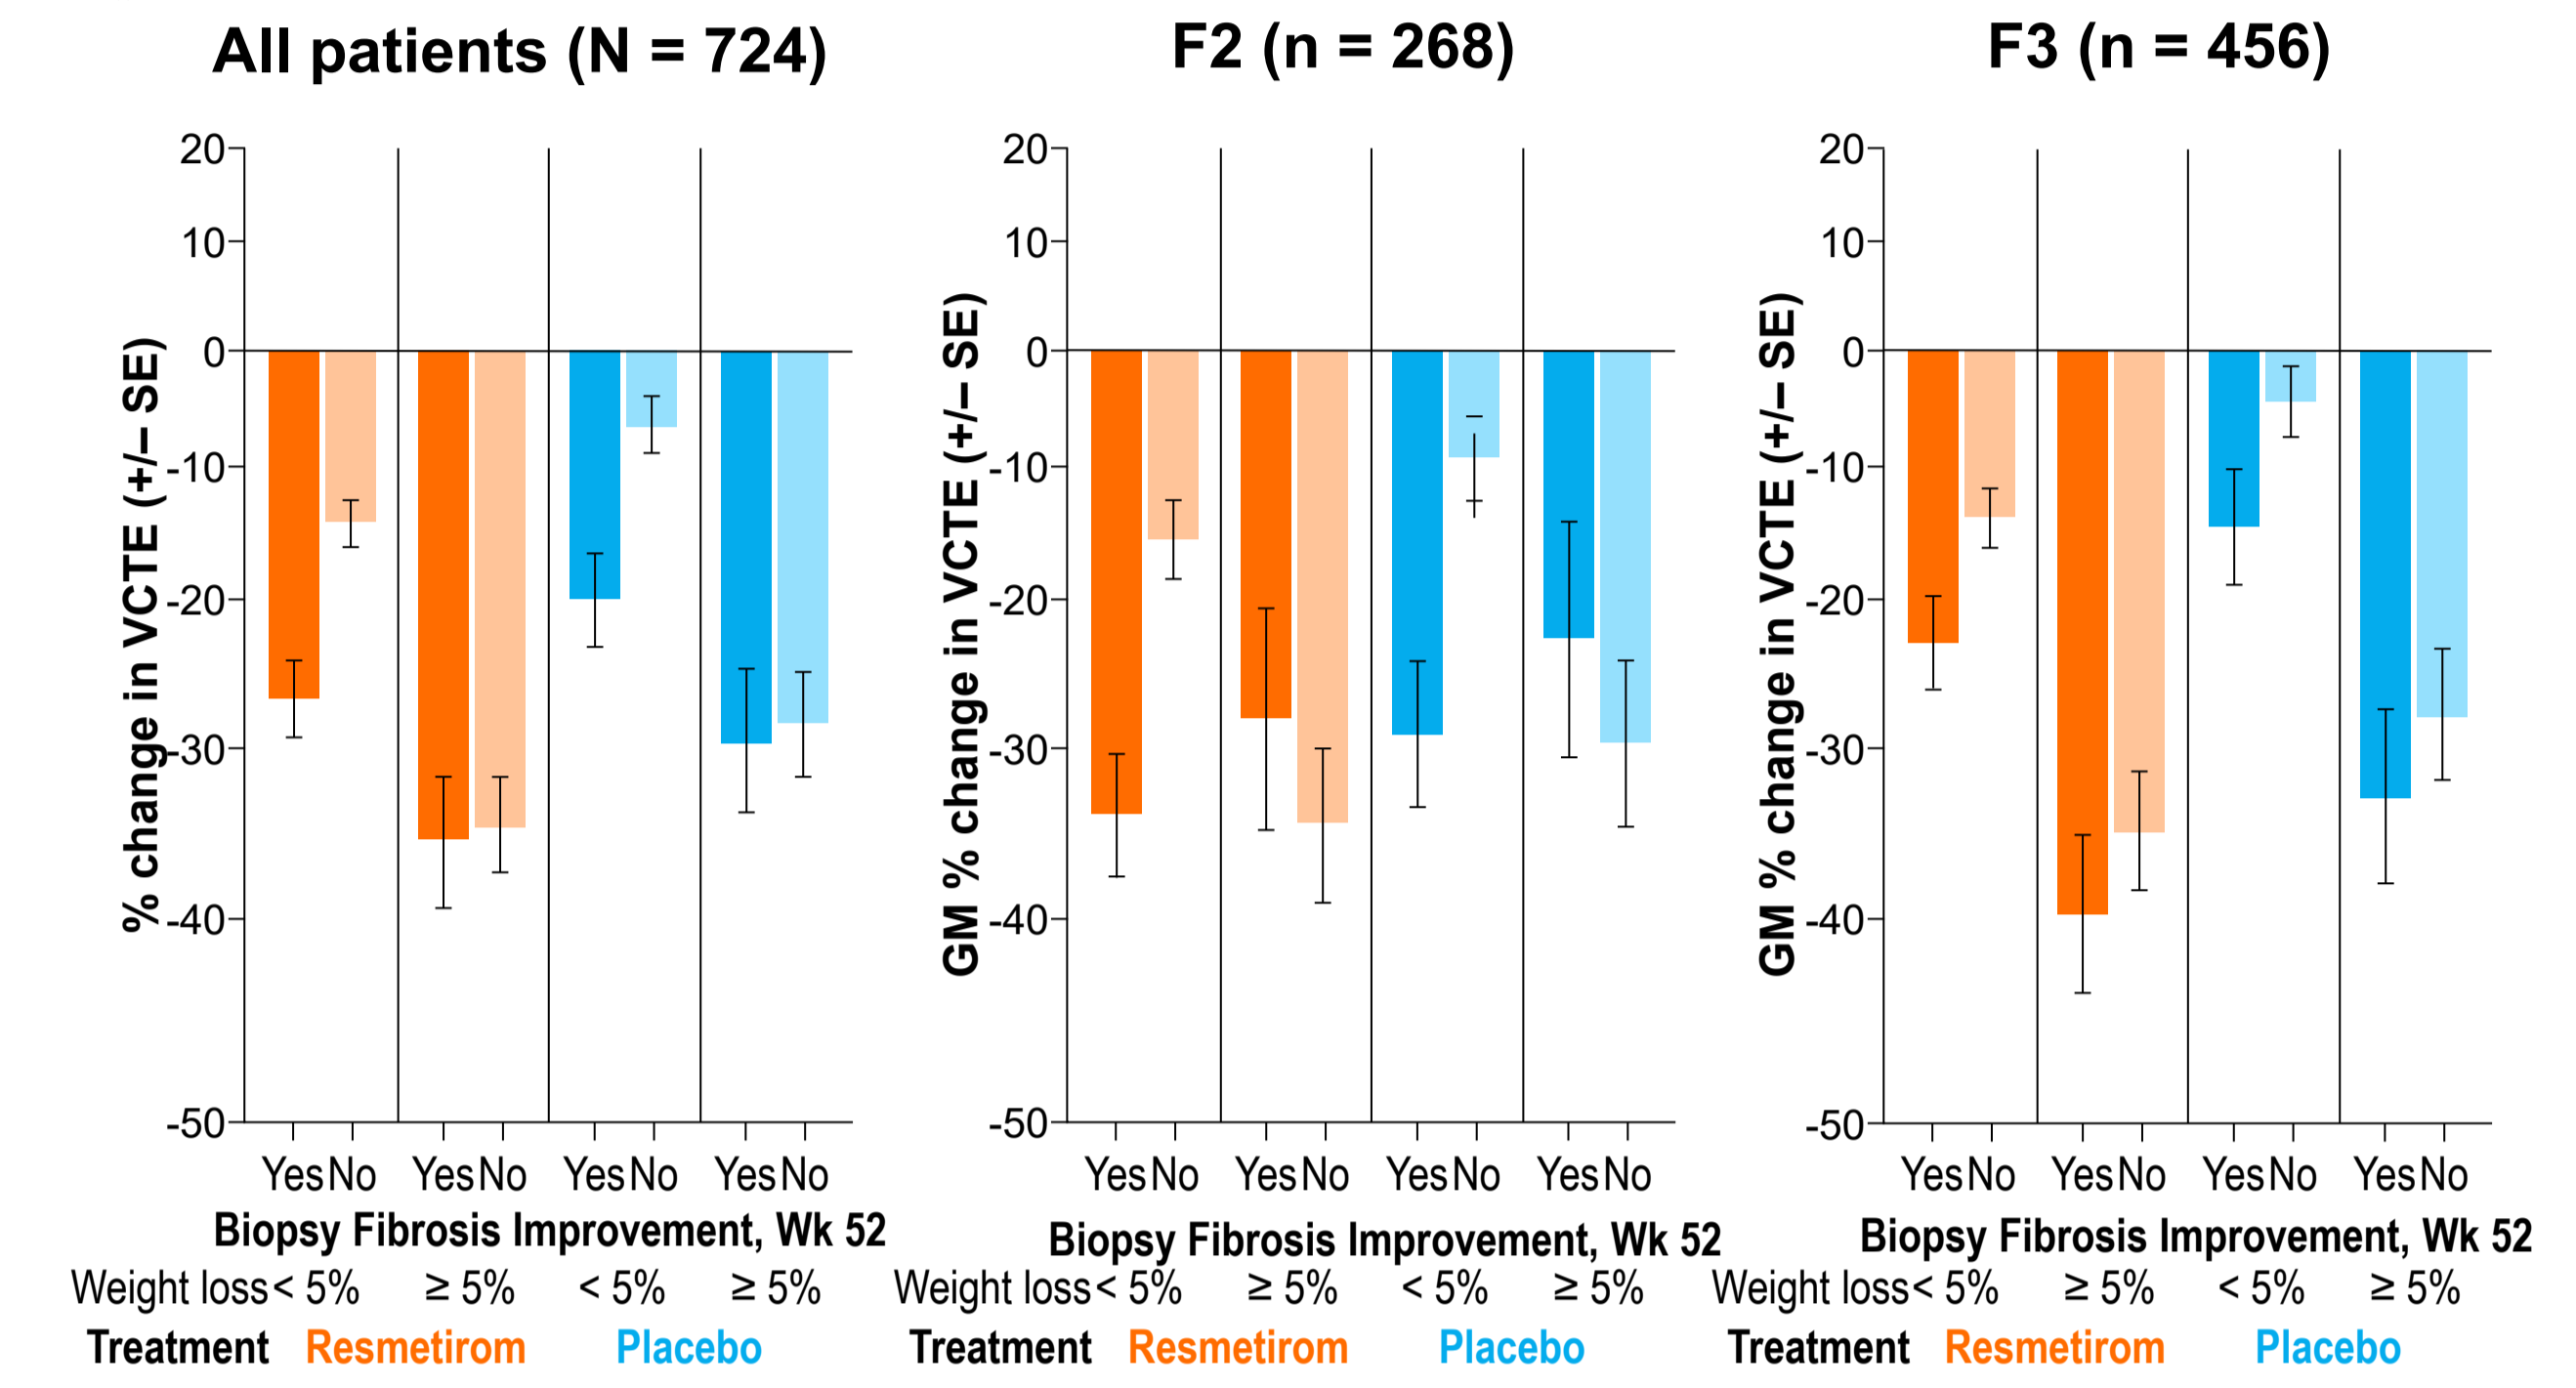 All patients (N = 724)
% change in VCTE (+/– SE)
20
10
0
-10
-20
-30
-40
-50
Yes No Yes No Yes No Yes No
Biopsy Fibrosis Improvement, Wk 52
Weight loss < 5% ≥ 5% < 5% ≥ 5%
Treatment Resmetirom Placebo
F2 (n = 268)
GM % change in VCTE (+/– SE)
20
10
0
-10
-20
-30
-40
-50
Yes No Yes No Yes No Yes No
Biopsy Fibrosis Improvement, Wk 52
Weight loss < 5% ≥ 5% < 5% ≥ 5%
Treatment Resmetirom Placebo
F3 (n = 456)
GM % change in VCTE (+/– SE)
20
10
0
-10
-20
-30
-40
-50
Yes No Yes No Yes No Yes No
Biopsy Fibrosis Improvement, Wk 52
Weight loss < 5% ≥ 5% < 5% ≥ 5%
Treatment Resmetirom Placebo